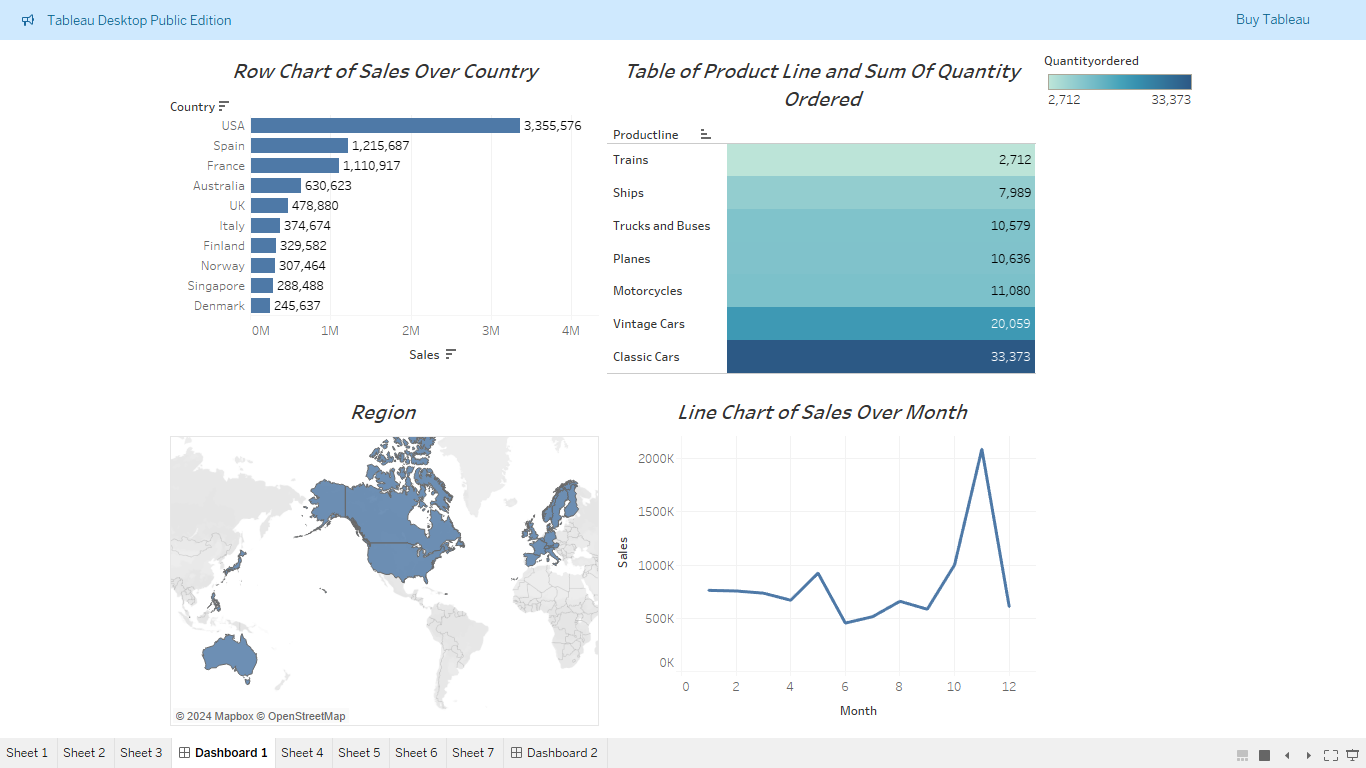 Tableau Desktop Public Edition
Buy Tableau
Row Chart of Sales Over Country
Country
USA 3,355,576
Spain 1,215,687
France 1,110,917
Australia 630,623
UK 478,880
Italy 374,674
Finland 329,582
Norway 307,464
Singapore 288,488
Denmark 245,637
0M 1M 2M 3M 4M
Sales
Table of Product Line and Sum Of Quantity
Ordered
Productline
Trains 2,712
Ships 7,989
Trucks and Buses 10,579
Planes 10,636
Motorcycles 11,080
Vintage Cars 20,059
Classic Cars 33,373
Quantityordered
2,712 33,373
Region
© 2024 Mapbox © OpenStreetMap
Line Chart of Sales Over Month
Sales
2000K
1500K
1000K
500K
0K
0 2 4 6 8 10 12
Month
Sheet 1 Sheet 2 Sheet 3 Dashboard 1 Sheet 4 Sheet 5 Sheet 6 Sheet 7 Dashboard 2